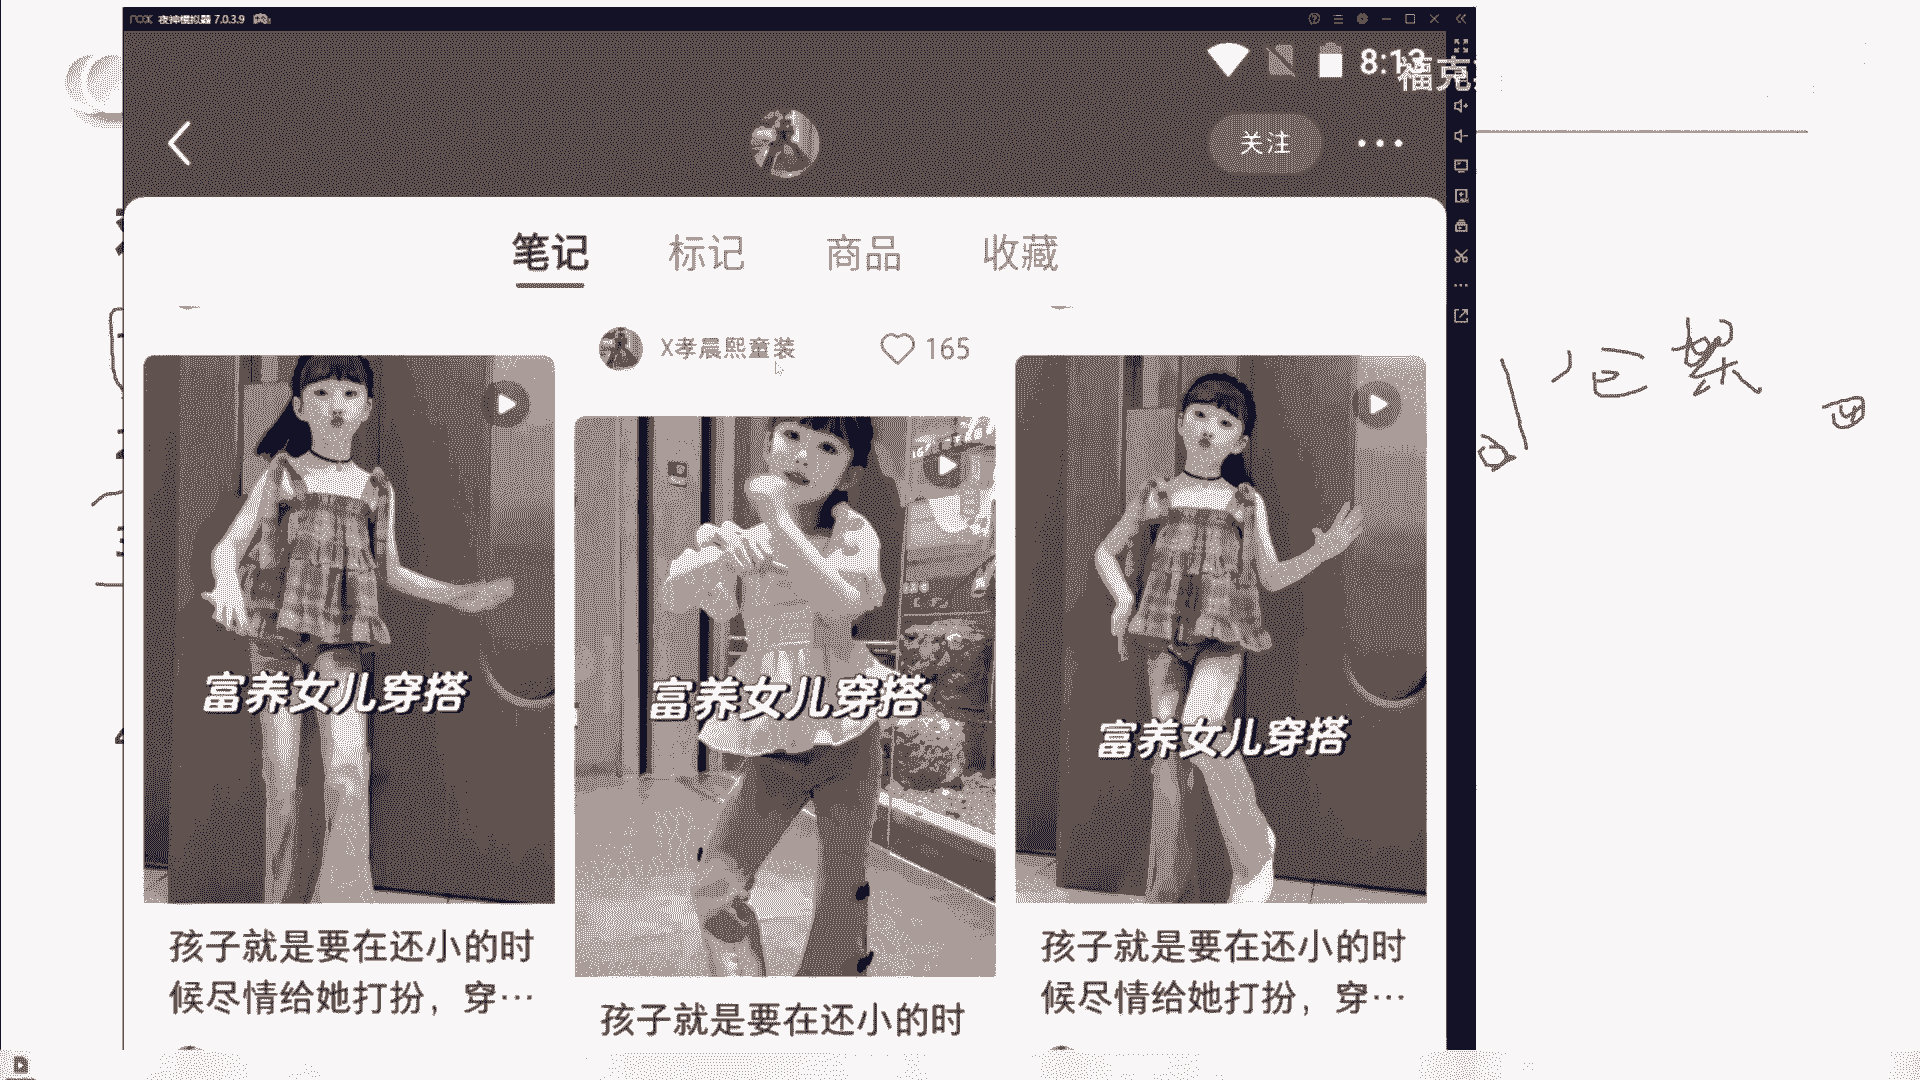 nox 夜神模拟器 7.0.3.9
8:13
福克
关注
笔记 标记 商品 收藏
X孝晨熙童装 165
富养女儿穿搭
富养女儿穿搭
富养女儿穿搭
孩子就是要在还小的时
候尽情给她打扮，穿…
孩子就是要在还小的时
孩子就是要在还小的时
候尽情给她打扮，穿…